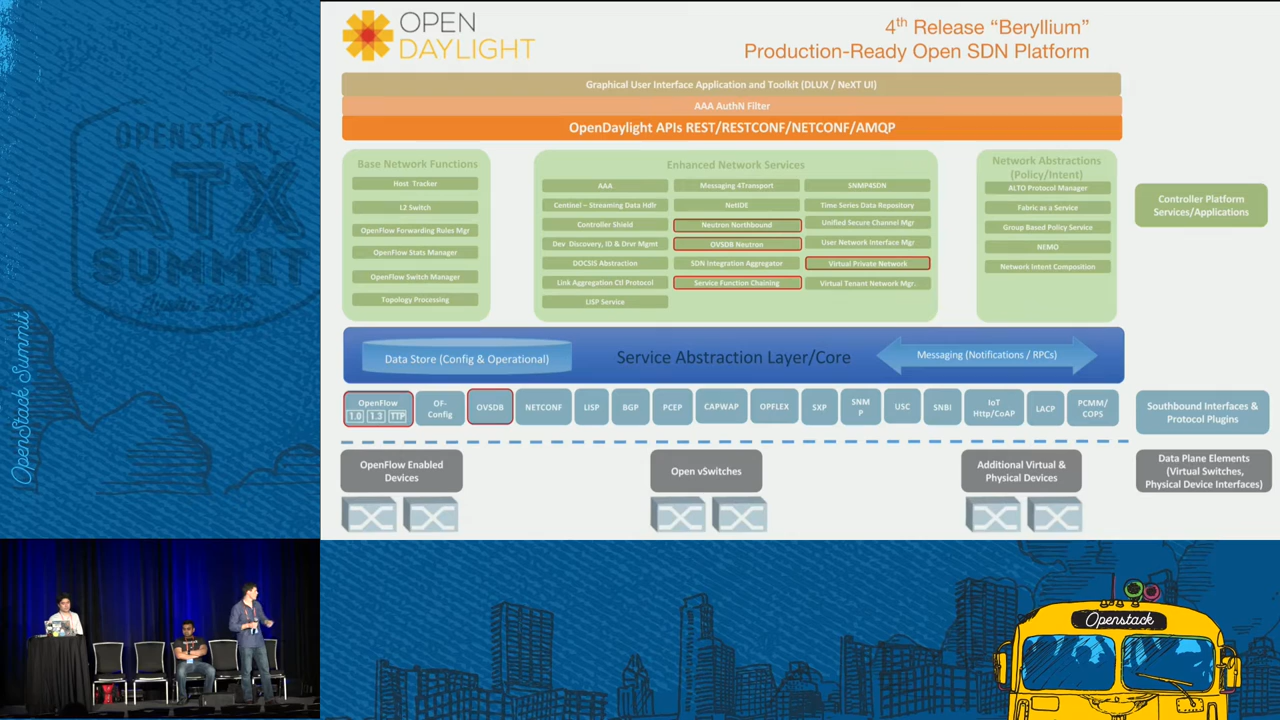 OPENSTACK
ATX
OpenStack Summit
OPEN
DAYLIGHT
4th Release “Beryllium”
Production-Ready Open SDN Platform
Graphical User Interface Application and Toolkit (DLUX / NeXT UI)
AAA AuthN Filter
OpenDaylight APIs REST/RESTCONF/NETCONF/AMQP
Base Network Functions
Host Tracker
L2 Switch
OpenFlow Forwarding Rules Mgr
OpenFlow Stats Manager
OpenFlow Switch Manager
Topology Processing
Enhanced Network Services
AAA
Centinel – Streaming Data Hdlr
Controller Shield
Dev Discovery, ID & Drvr Mgmt
DOCSIS Abstraction
Link Aggregation Ctl Protocol
LISP Service
Messaging 4Transport
NetIDE
Neutron Northbound
OVSDB Neutron
SDN Integration Aggregator
Service Function Chaining
SNMP4SDN
Time Series Data Repository
Unified Secure Channel Mgr
User Network Interface Mgr
Virtual Private Network
Virtual Tenant Network Mgr.
Network Abstractions
(Policy/Intent)
ALTO Protocol Manager
Fabric as a Service
Group Based Policy Service
NEMO
Network Intent Composition
Controller Platform
Services/Applications
Data Store (Config & Operational)
Service Abstraction Layer/Core
Messaging (Notifications / RPCs)
OpenFlow
1.0 1.3 TTP
OF-
Config
OVSDB
NETCONF
LISP
BGP
PCEP
CAPWAP
OPFLEX
SXP
SNM
P
USC
SNBI
IoT
Http/CoAP
LACP
PCMM/
COPS
Southbound Interfaces &
Protocol Plugins
OpenFlow Enabled
Devices
Open vSwitches
Additional Virtual &
Physical Devices
Data Plane Elements
(Virtual Switches,
Physical Device Interfaces)
Openstack